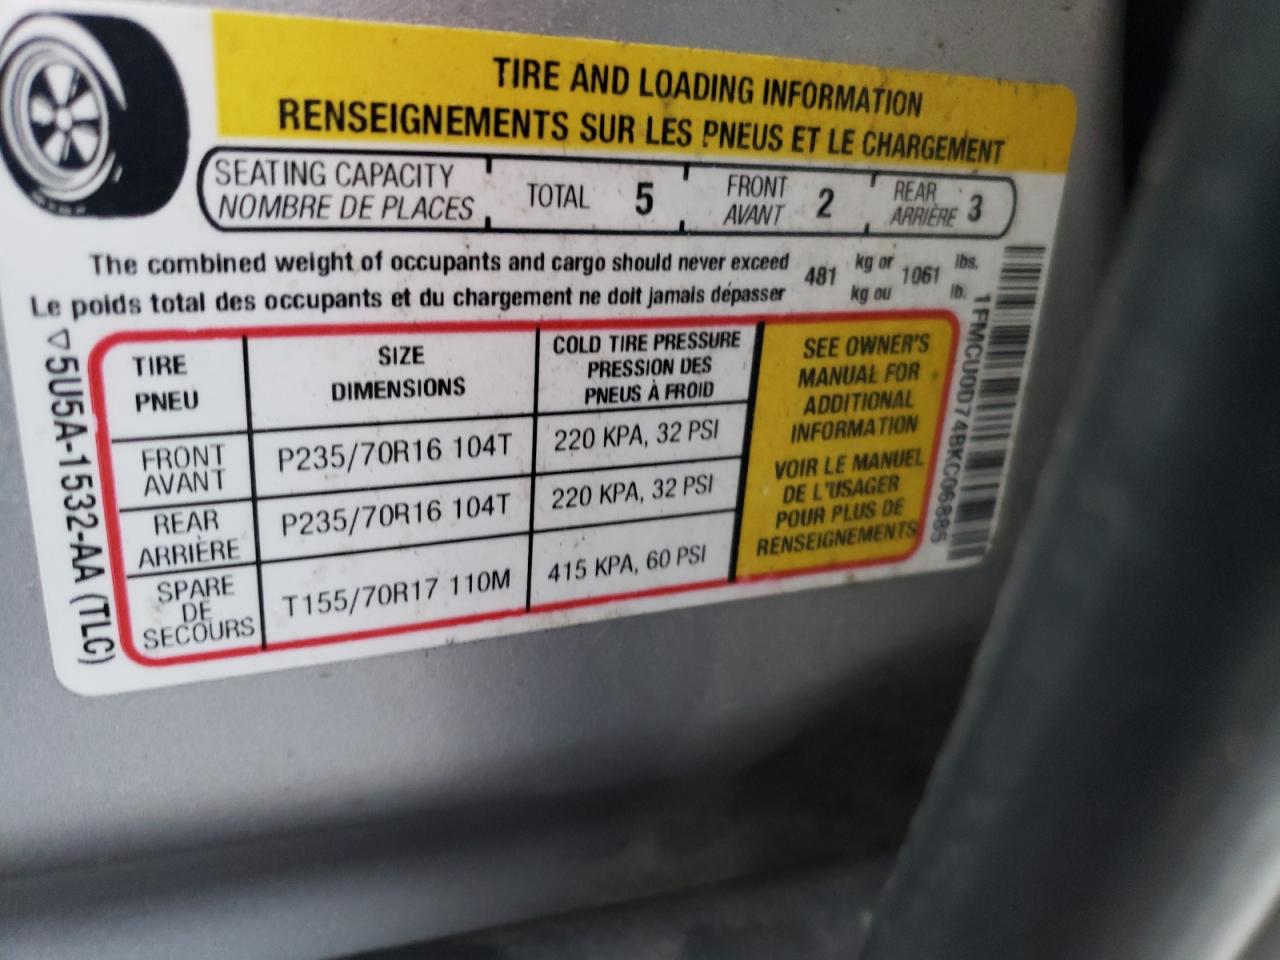 TIRE AND LOADING INFORMATION
RENSEIGNEMENTS SUR LES PNEUS ET LE CHARGEMENT
SEATING CAPACITY
NOMBRE DE PLACES
TOTAL 5
FRONT
AVANT 2
REAR
ARRIÈRE 3
The combined weight of occupants and cargo should never exceed 481 kg or 1061 lbs.
Le poids total des occupants et du chargement ne doit jamais dépasser kg ou lb.
TIRE
PNEU
SIZE
DIMENSIONS
COLD TIRE PRESSURE
PRESSION DES
PNEUS À FROID
FRONT
AVANT
P235/70R16 104T
220 KPA, 32 PSI
REAR
ARRIÈRE
P235/70R16 104T
220 KPA, 32 PSI
SPARE
DE
SECOURS
T155/70R17 110M
415 KPA, 60 PSI
SEE OWNER'S
MANUAL FOR
ADDITIONAL
INFORMATION
VOIR LE MANUEL
DE L'USAGER
POUR PLUS DE
RENSEIGNEMENTS
5U5A-1532-AA (TLG)
1FMCU0D74BKC06885